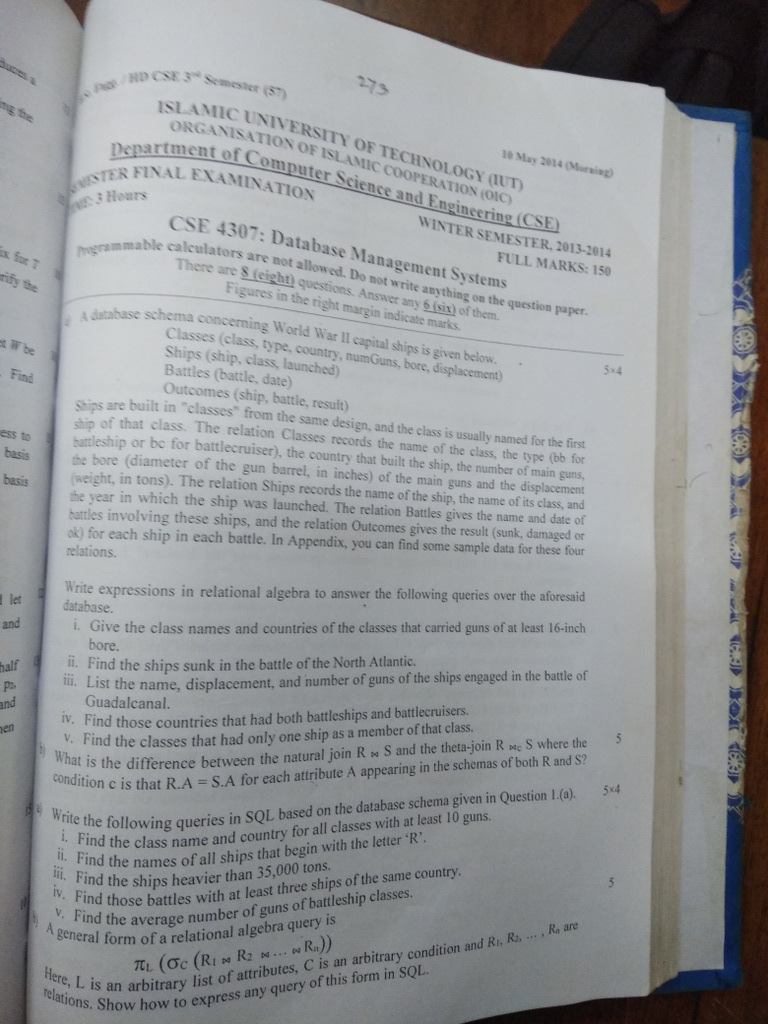 273
HD CSE 3rd Semester (57)
10 May 2014 (Morning)
ISLAMIC UNIVERSITY OF TECHNOLOGY (IUT)
ORGANISATION OF ISLAMIC COOPERATION (OIC)
Department of Computer Science and Engineering (CSE)
FINAL EXAMINATION
WINTER SEMESTER, 2013-2014
3 Hours
FULL MARKS: 150
CSE 4307: Database Management Systems
Programmable calculators are not allowed. Do not write anything on the question paper.
There are 8 (eight) questions. Answer any 6 (six) of them.
Figures in the right margin indicate marks.
A database schema concerning World War II capital ships is given below. 5×4
Classes (class, type, country, numGuns, bore, displacement)
Ships (ship, class, launched)
Battles (battle, date)
Outcomes (ship, battle, result)
Ships are built in "classes" from the same design, and the class is usually named for the first
ship of that class. The relation Classes records the name of the class, the type (bb for
battleship or bc for battlecruiser), the country that built the ship, the number of main guns,
the bore (diameter of the gun barrel, in inches) of the main guns and the displacement
(weight, in tons). The relation Ships records the name of the ship, the name of its class, and
the year in which the ship was launched. The relation Battles gives the name and date of
battles involving these ships, and the relation Outcomes gives the result (sunk, damaged or
ok) for each ship in each battle. In Appendix, you can find some sample data for these four
relations.
Write expressions in relational algebra to answer the following queries over the aforesaid
database.
i. Give the class names and countries of the classes that carried guns of at least 16-inch
bore.
ii. Find the ships sunk in the battle of the North Atlantic.
iii. List the name, displacement, and number of guns of the ships engaged in the battle of
Guadalcanal.
iv. Find those countries that had both battleships and battlecruisers.
v. Find the classes that had only one ship as a member of that class.
b) What is the difference between the natural join R ⋈ S and the theta-join R ⋈C S where the 5
condition c is that R.A = S.A for each attribute A appearing in the schemas of both R and S?
a) Write the following queries in SQL based on the database schema given in Question 1.(a). 5×4
i. Find the class name and country for all classes with at least 10 guns.
ii. Find the names of all ships that begin with the letter ‘R’.
iii. Find the ships heavier than 35,000 tons.
iv. Find those battles with at least three ships of the same country.
v. Find the average number of guns of battleship classes.
b) A general form of a relational algebra query is 5
πL (σC (R1 ⋈ R2 ⋈ ... ⋈ Rn))
Here, L is an arbitrary list of attributes, C is an arbitrary condition and R1, R2, ... , Rn are
relations. Show how to express any query of this form in SQL.